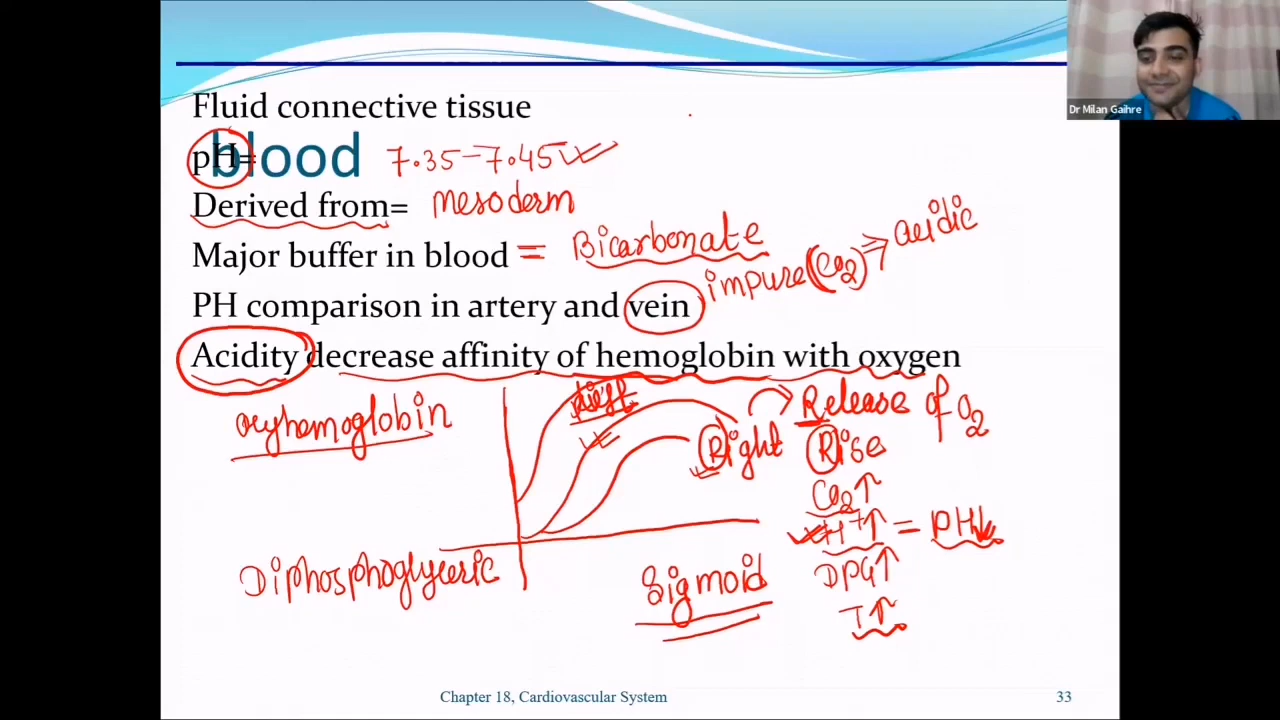 Fluid connective tissue
Dr Milan Gaihre
blood
pH= 7.35-7.45
Derived from= mesoderm
Major buffer in blood = Bicarbonate
impure (CO2) => acidic
PH comparison in artery and vein
Acidity decrease affinity of hemoglobin with oxygen
oxyhemoglobin
Right
Release of O2
Rise
CO2↑
H+↑ = PH↓
DPG↑
T↑
Diphosphoglyceric
Sigmoid
Chapter 18, Cardiovascular System
33